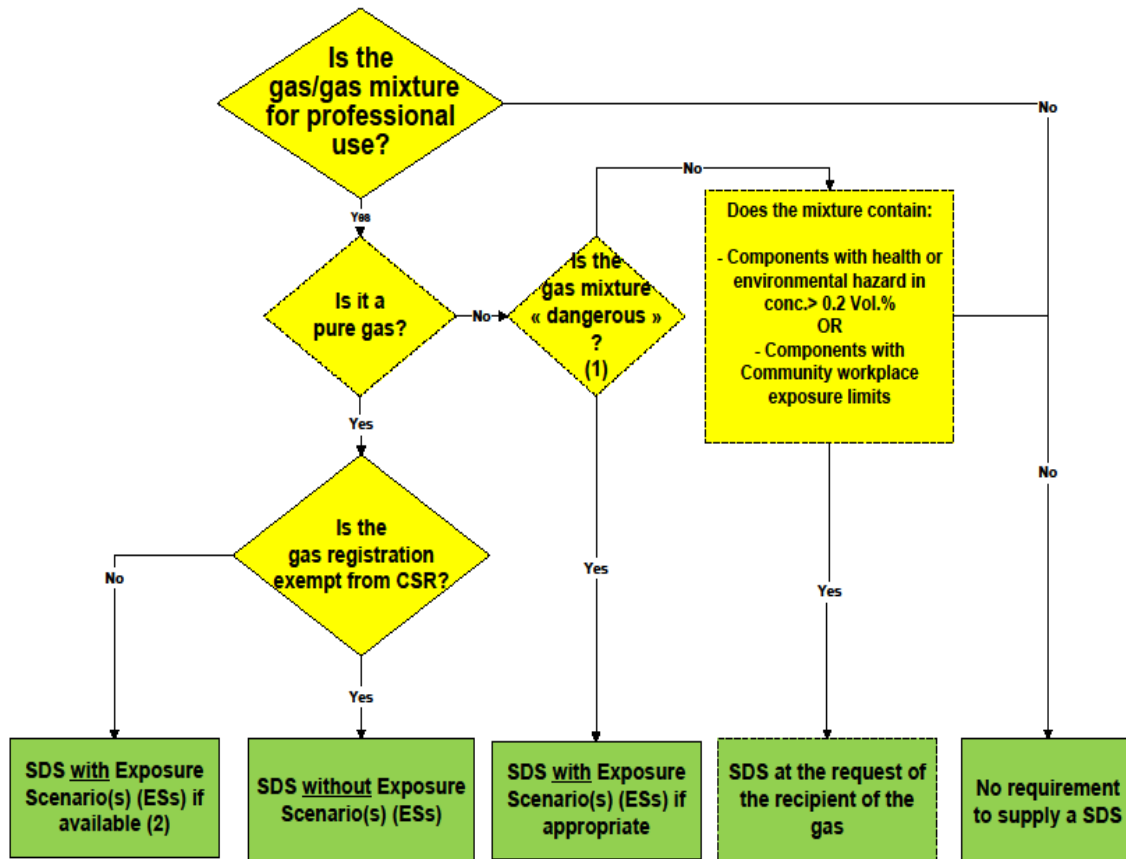 Is the
gas/gas mixture
for professional
use?
No
Yes
No
Does the mixture contain:
- Components with health or
environmental hazard in
conc.> 0.2 Vol.%
OR
- Components with
Community workplace
exposure limits
Is it a
pure gas?
No
Is the
gas mixture
« dangerous »
?
(1)
Yes
No
Is the
gas registration
exempt from CSR?
No
Yes
Yes
Yes
SDS with Exposure
Scenario(s) (ESs) if
available (2)
SDS without Exposure
Scenario(s) (ESs)
SDS with Exposure
Scenario(s) (ESs) if
appropriate
SDS at the request of
the recipient of the
gas
No requirement
to supply a SDS